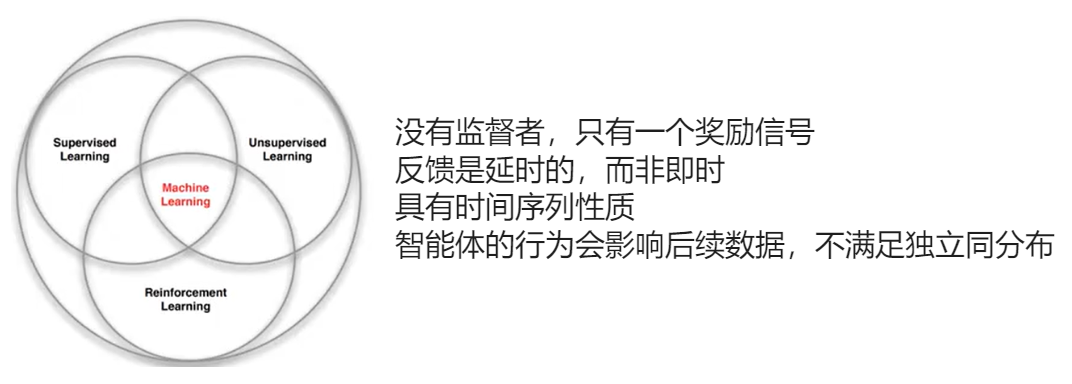 Supervised
Learning
Unsupervised
Learning
Machine
Learning
Reinforcement
Learning
没有监督者，只有一个奖励信号
反馈是延时的，而非即时
具有时间序列性质
智能体的行为会影响后续数据，不满足独立同分布